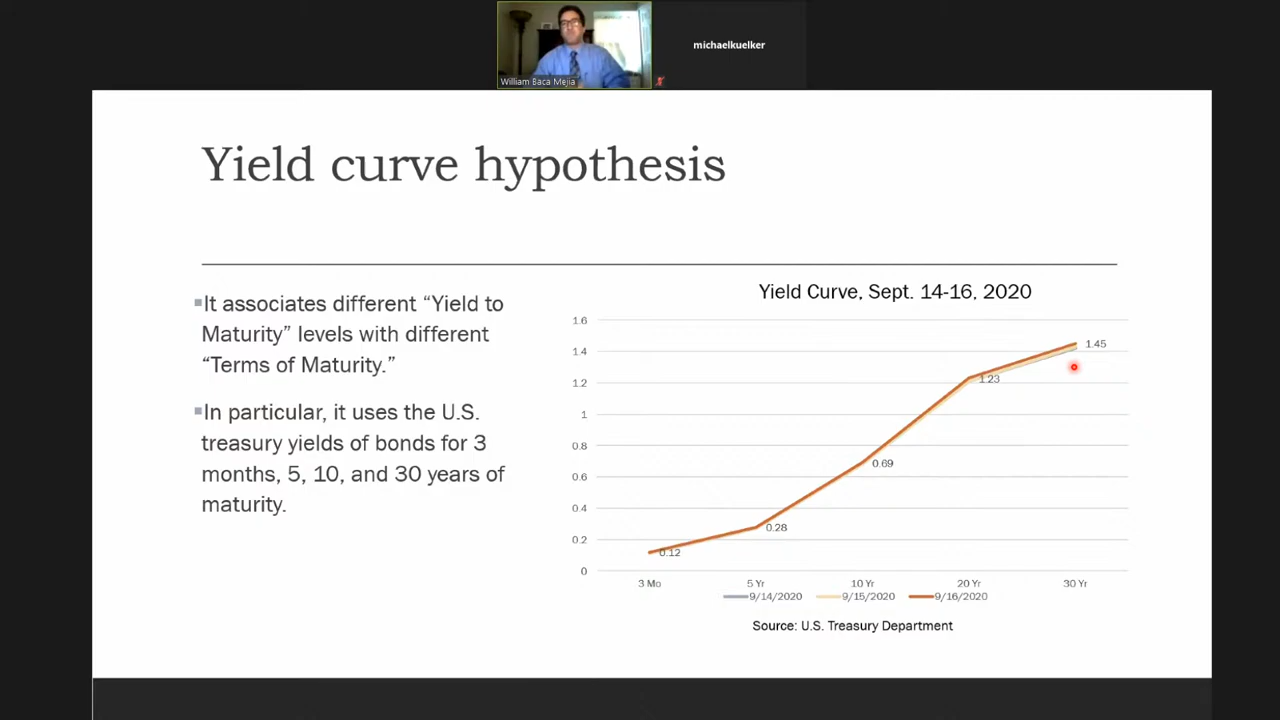 William Baca Mejia
michaelkuelker
Yield curve hypothesis
▪It associates different “Yield to
Maturity” levels with different
“Terms of Maturity.”
▪In particular, it uses the U.S.
treasury yields of bonds for 3
months, 5, 10, and 30 years of
maturity.
Yield Curve, Sept. 14-16, 2020
1.6
1.4
1.2
1
0.8
0.6
0.4
0.2
0
0.12
0.28
0.69
1.23
1.45
3 Mo 5 Yr 10 Yr 20 Yr 30 Yr
9/14/2020 9/15/2020 9/16/2020
Source: U.S. Treasury Department